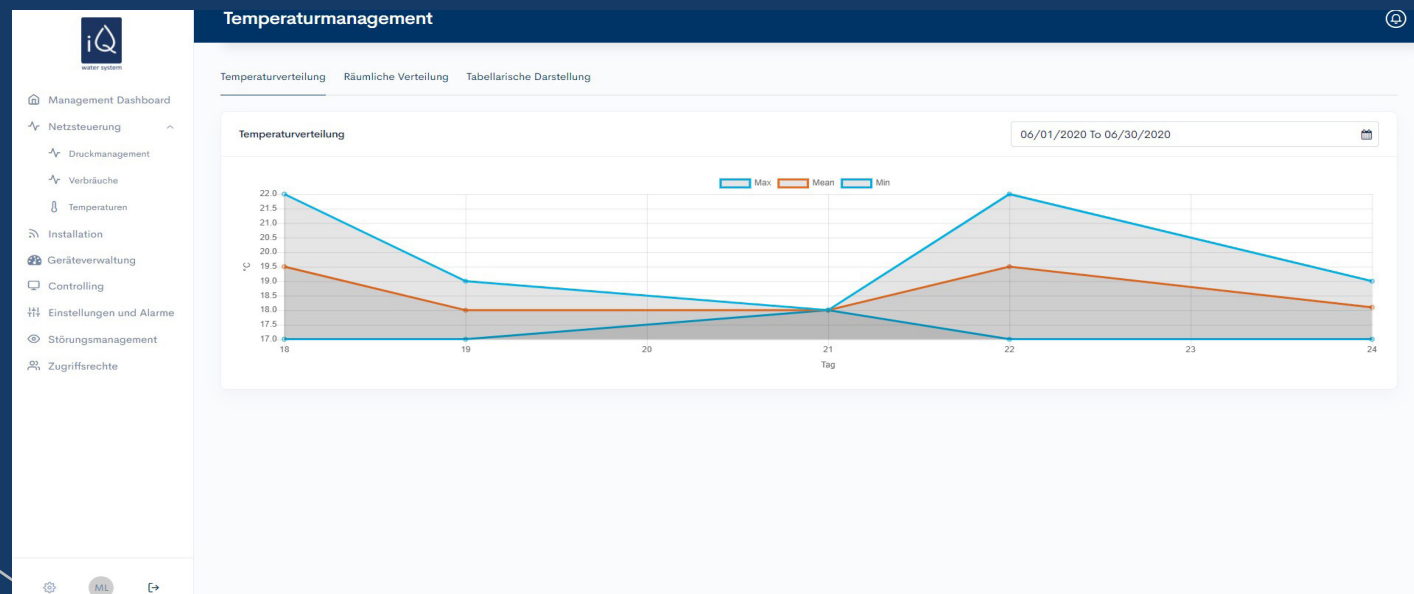 Temperaturmanagement
iQ
water system
Temperaturverteilung Räumliche Verteilung Tabellarische Darstellung
Management Dashboard
Netzsteuerung
Druckmanagement
Verbräuche
Temperaturen
Installation
Geräteverwaltung
Controlling
Einstellungen und Alarme
Störungsmanagement
Zugriffsrechte
ML
Temperaturverteilung
06/01/2020 To 06/30/2020
Max Mean Min
°C
22.0
21.5
21.0
20.5
20.0
19.5
19.0
18.5
18.0
17.5
17.0
18 19 20 21 22 23 24
Tag